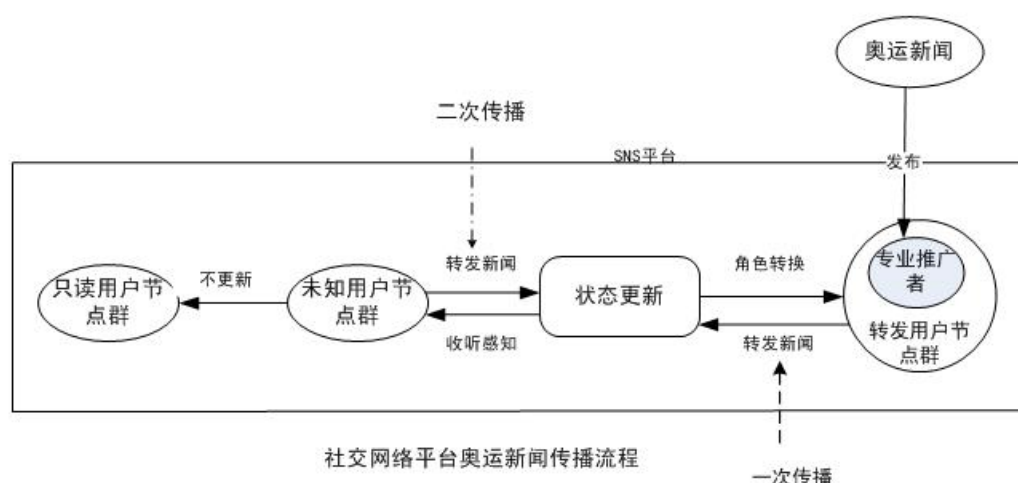 奥运新闻
二次传播
SNS平台
发布
专业推广
者
转发新闻
角色转换
不更新
只读用户节
点群
未知用户节
点群
状态更新
转发用户节
点群
收听感知
转发新闻
社交网络平台奥运新闻传播流程
一次传播